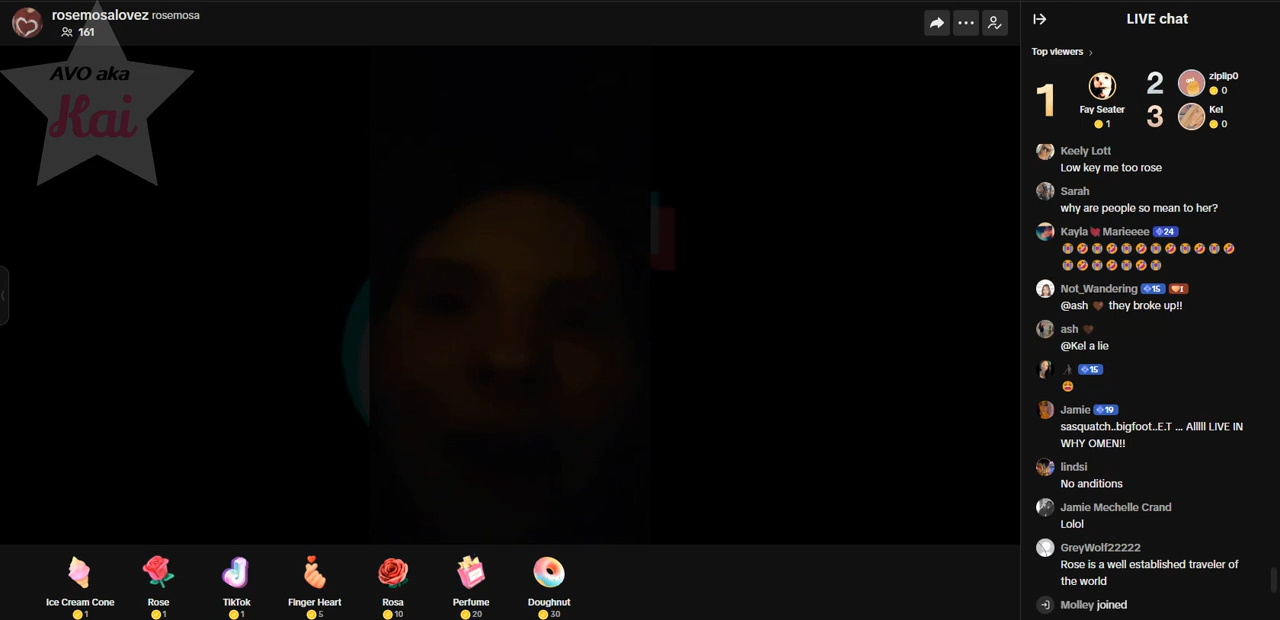 rosemosalovez rosemosa
161
AVO aka
Kai
LIVE chat
Top viewers
1
Fay Seater
1
2
ziplip0
0
3
Kel
0
Keely Lott
Low key me too rose
Sarah
why are people so mean to her?
Kayla Marieeee 24
Not_Wandering 15 I
@ash 🤎 they broke up!!
ash 🤎
@Kel a lie
15
😩
Jamie 19
sasquatch..bigfoot..E.T ... Alllll LIVE IN
WHY OMEN!!
lindsi
No anditions
Jamie Mechelle Crand
Lolol
GreyWolf22222
Rose is a well established traveler of
the world
Molley joined
Ice Cream Cone
1
Rose
1
TikTok
1
Finger Heart
5
Rosa
10
Perfume
20
Doughnut
30